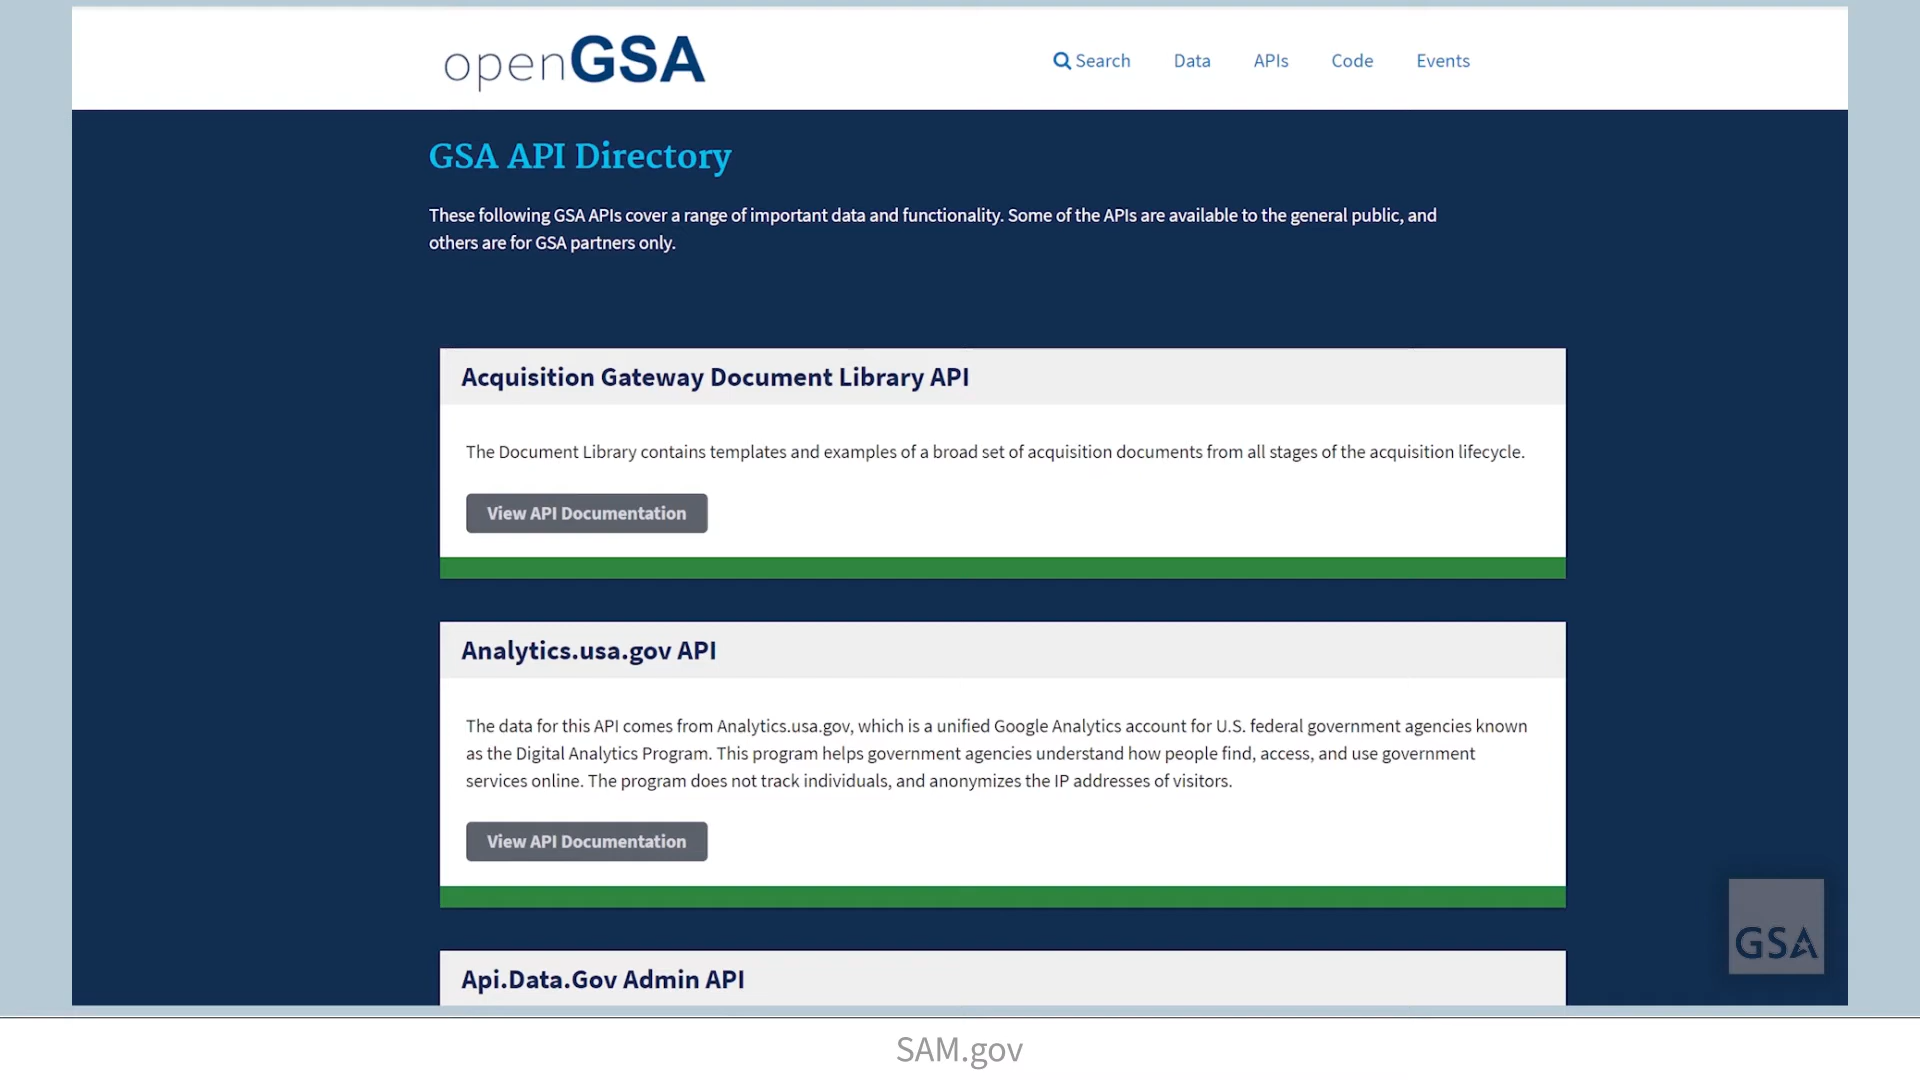 openGSA
Search Data APIs Code Events
GSA API Directory
These following GSA APIs cover a range of important data and functionality. Some of the APIs are available to the general public, and
others are for GSA partners only.
Acquisition Gateway Document Library API
The Document Library contains templates and examples of a broad set of acquisition documents from all stages of the acquisition lifecycle.
View API Documentation
Analytics.usa.gov API
The data for this API comes from Analytics.usa.gov, which is a unified Google Analytics account for U.S. federal government agencies known
as the Digital Analytics Program. This program helps government agencies understand how people find, access, and use government
services online. The program does not track individuals, and anonymizes the IP addresses of visitors.
View API Documentation
GSA
Api.Data.Gov Admin API
SAM.gov